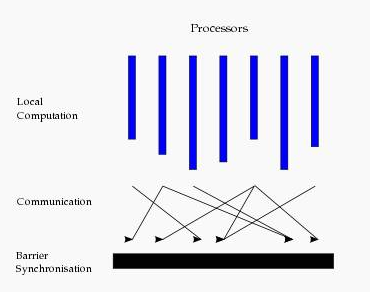 Processors
Local
Computation
Communication
Barrier
Synchronisation